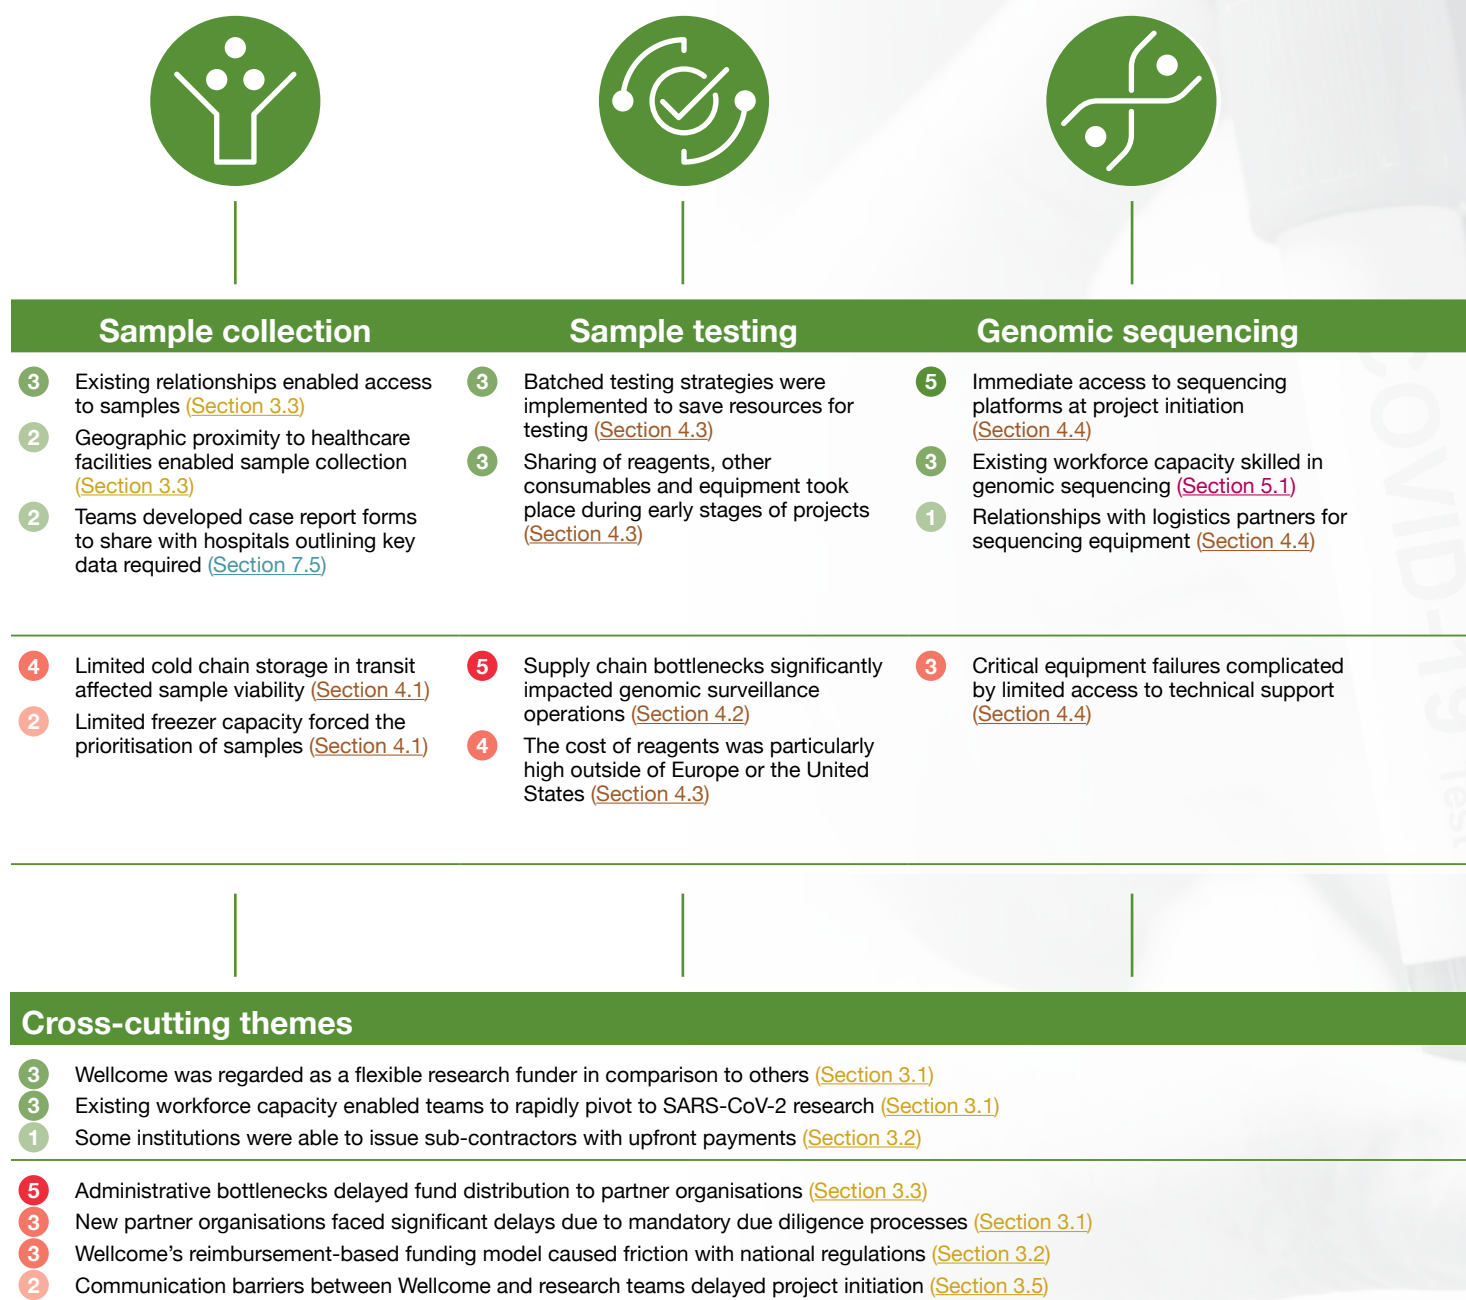 Sample collection
3 Existing relationships enabled access
to samples (Section 3.3)
2 Geographic proximity to healthcare
facilities enabled sample collection
(Section 3.3)
2 Teams developed case report forms
to share with hospitals outlining key
data required (Section 7.5)
4 Limited cold chain storage in transit
affected sample viability (Section 4.1)
2 Limited freezer capacity forced the
prioritisation of samples (Section 4.1)
Sample testing
3 Batched testing strategies were
implemented to save resources for
testing (Section 4.3)
3 Sharing of reagents, other
consumables and equipment took
place during early stages of projects
(Section 4.3)
5 Supply chain bottlenecks significantly
impacted genomic surveillance
operations (Section 4.2)
4 The cost of reagents was particularly
high outside of Europe or the United
States (Section 4.3)
Genomic sequencing
5 Immediate access to sequencing
platforms at project initiation
(Section 4.4)
3 Existing workforce capacity skilled in
genomic sequencing (Section 5.1)
1 Relationships with logistics partners for
sequencing equipment (Section 4.4)
3 Critical equipment failures complicated
by limited access to technical support
(Section 4.4)
COVID-19
Test
Cross-cutting themes
3 Wellcome was regarded as a flexible research funder in comparison to others (Section 3.1)
3 Existing workforce capacity enabled teams to rapidly pivot to SARS-CoV-2 research (Section 3.1)
1 Some institutions were able to issue sub-contractors with upfront payments (Section 3.2)
5 Administrative bottlenecks delayed fund distribution to partner organisations (Section 3.3)
3 New partner organisations faced significant delays due to mandatory due diligence processes (Section 3.1)
3 Wellcome's reimbursement-based funding model caused friction with national regulations (Section 3.2)
2 Communication barriers between Wellcome and research teams delayed project initiation (Section 3.5)